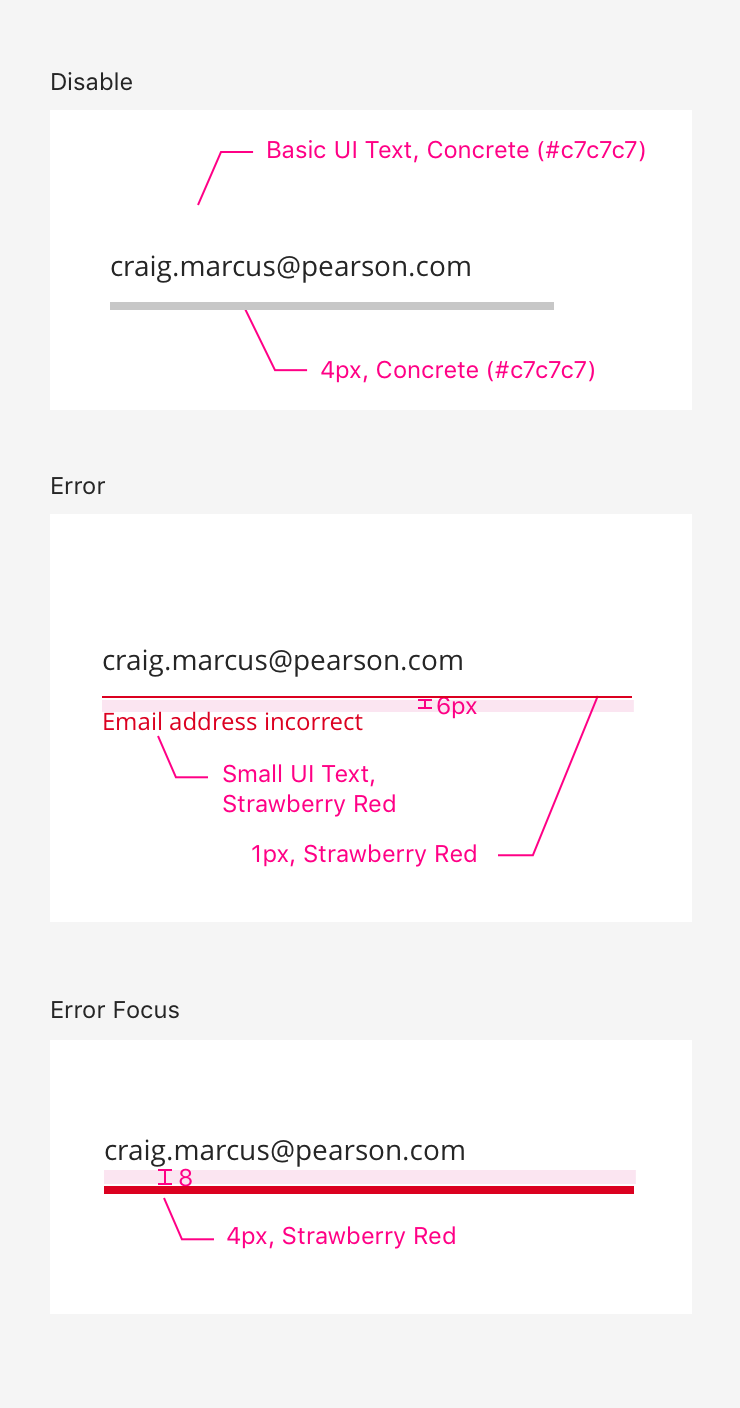 Disable
Basic UI Text, Concrete (#c7c7c7)
craig.marcus@pearson.com
4px, Concrete (#c7c7c7)
Error
craig.marcus@pearson.com
6px
Email address incorrect
Small UI Text,
Strawberry Red
1px, Strawberry Red
Error Focus
craig.marcus@pearson.com
8
4px, Strawberry Red